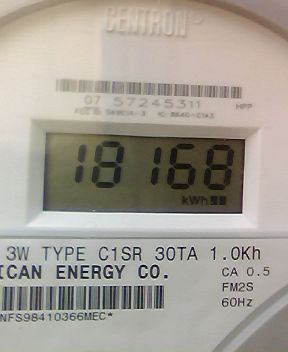 CENTRON
07 57245311 HPP
18168
kWh
3W TYPE C1SR 30TA 1.0Kh
ICAN ENERGY CO. CA 0.5
FM2S
60Hz
NFS98410366MEC*